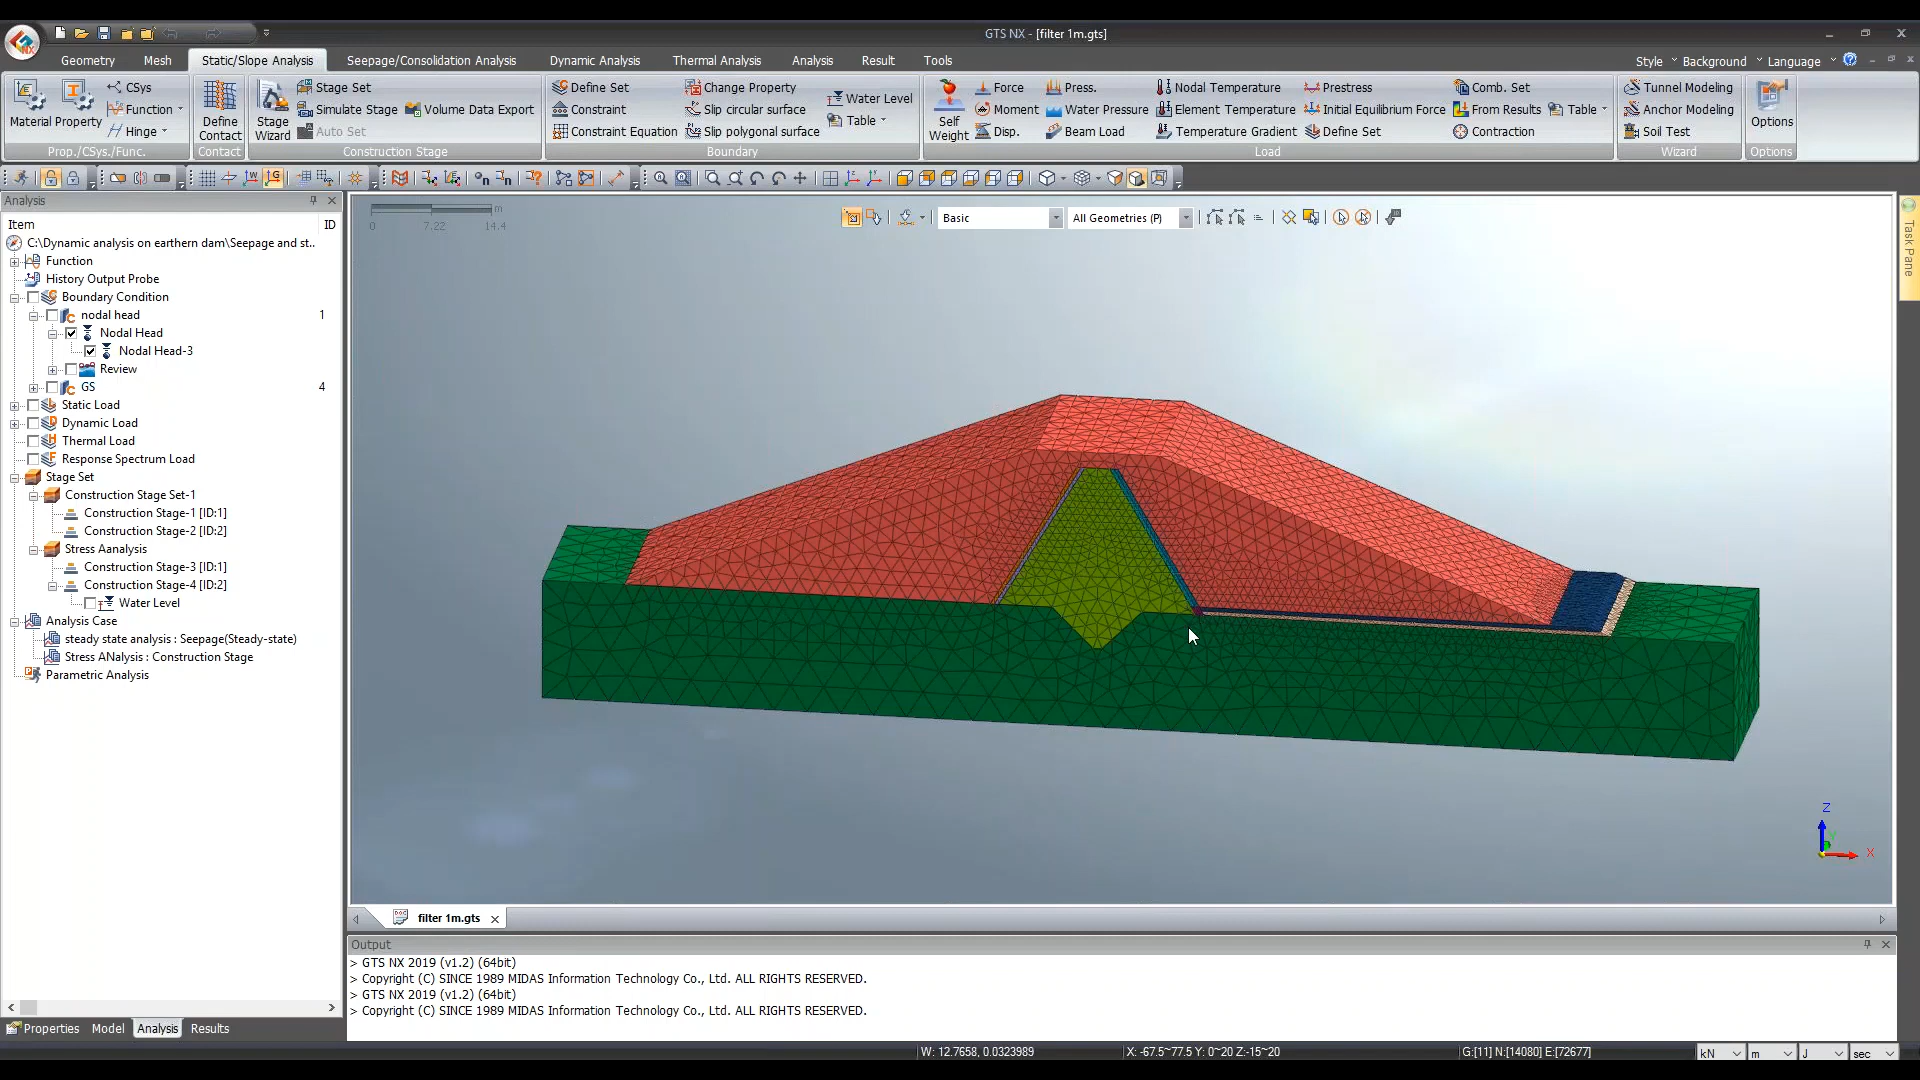 GTS NX - [filter 1m.gts]
Geometry Mesh Static/Slope Analysis Seepage/Consolidation Analysis Dynamic Analysis Thermal Analysis Analysis Result Tools Style Background Language
Material Property CSys Function Hinge
Prop./CSys./Func.
Define Contact
Contact
Stage Wizard
Stage Set
Simulate Stage Volume Data Export
Auto Set
Construction Stage
Define Set
Constraint
Constraint Equation
Change Property
Slip circular surface
Slip polygonal surface
Water Level
Table
Boundary
Self Weight
Force
Moment
Disp.
Press.
Water Pressure
Beam Load
Nodal Temperature
Element Temperature
Temperature Gradient
Prestress
Initial Equilibrium Force
Define Set
Comb. Set
From Results
Contraction
Table
Load
Tunnel Modeling
Anchor Modeling
Soil Test
Wizard
Options
Options
Analysis
Item ID
C:\Dynamic analysis on earthern dam\Seepage and st..
Function
History Output Probe
Boundary Condition
nodal head 1
Nodal Head
Nodal Head-3
Review
GS 4
Static Load
Dynamic Load
Thermal Load
Response Spectrum Load
Stage Set
Construction Stage Set-1
Construction Stage-1 [ID:1]
Construction Stage-2 [ID:2]
Stress Aanalysis
Construction Stage-3 [ID:1]
Construction Stage-4 [ID:2]
Water Level
Analysis Case
steady state analysis : Seepage(Steady-state)
Stress ANalysis : Construction Stage
Parametric Analysis
Properties Model Analysis Results
m
0 7.22 14.4
Basic
All Geometries (P)
Task Pane
Z
Y
X
filter 1m.gts
Output
> GTS NX 2019 (v1.2) (64bit)
> Copyright (C) SINCE 1989 MIDAS Information Technology Co., Ltd. ALL RIGHTS RESERVED.
> GTS NX 2019 (v1.2) (64bit)
> Copyright (C) SINCE 1989 MIDAS Information Technology Co., Ltd. ALL RIGHTS RESERVED.
W: 12.7658, 0.0323989 X: -67.5~77.5 Y: 0~20 Z:-15~20 G:[11] N:[14080] E:[72677] kN m J sec